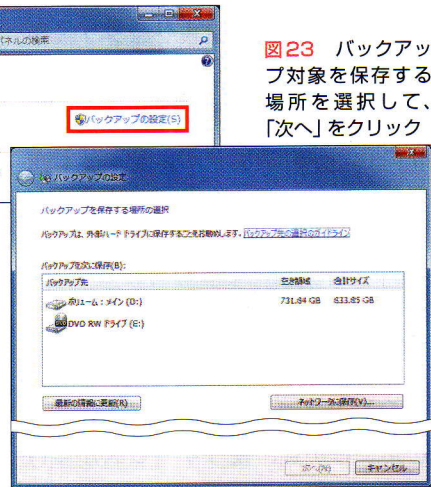 ネルの検索
バックアップの設定(S)
図23 バックアッ
プ対象を保存する
場所を選択して、
「次へ」をクリック
バックアップの設定
バックアップを保存する場所の選択
バックアップは、外部ハード ドライブに保存することをお勧めします。バックアップ先の選択のガイドライン
バックアップを次に保存(B):
バックアップ先 空き領域 合計サイズ
ボリューム:メイン (D:) 731.84 GB 833.85 GB
DVD RW ドライブ (E:)
最新の情報に更新(R) ネットワークに保存(V)...
次へ(N) キャンセル